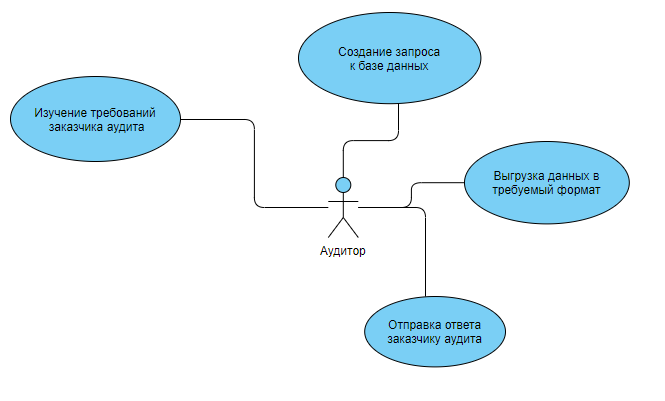 Создание запроса
к базе данных
Изучение требований
заказчика аудита
Выгрузка данных в
требуемый формат
Аудитор
Отправка ответа
заказчику аудита